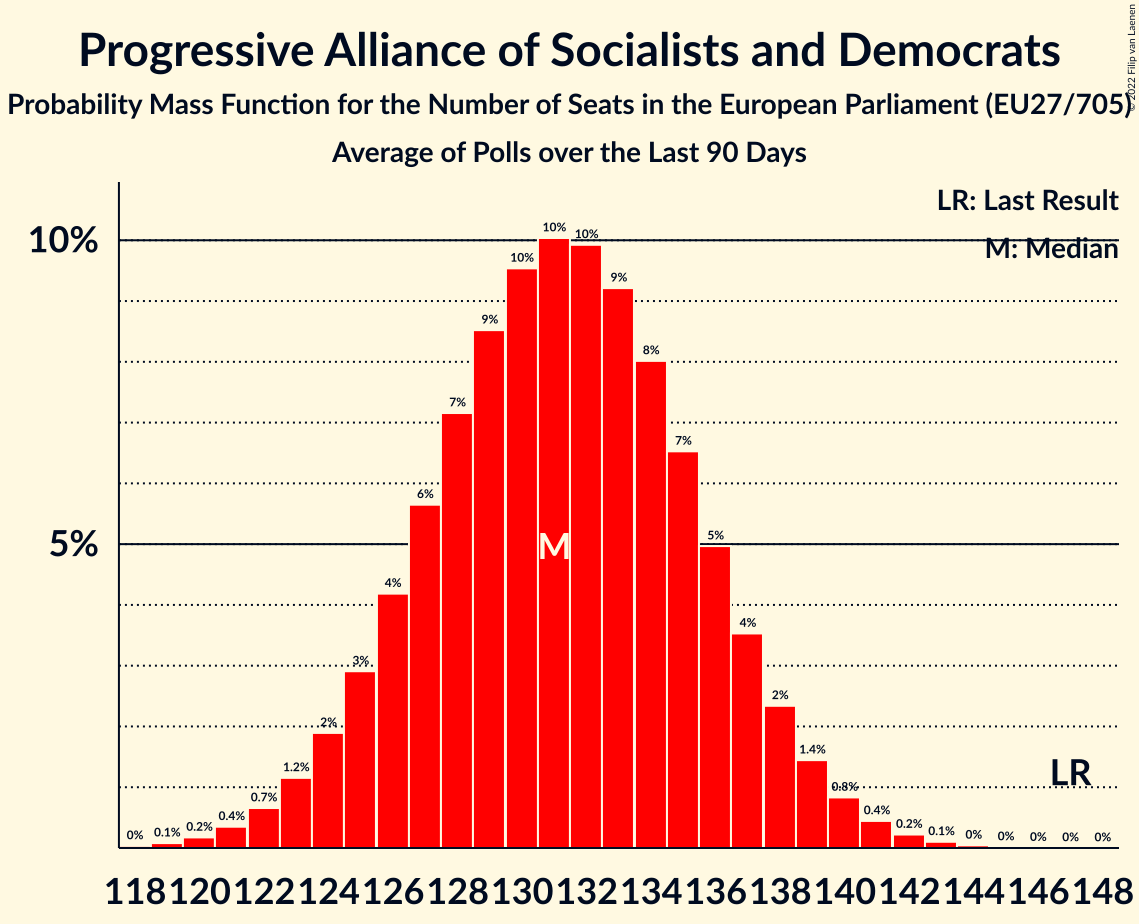 Progressive Alliance of Socialists and Democrats
Probability Mass Function for the Number of Seats in the European Parliament (EU27/705)
Average of Polls over the Last 90 Days
© 2022 Filip van Laenen
LR: Last Result
M: Median
10%
5%
0% 0.1% 0.2% 0.4% 0.7% 1.2% 2% 3% 4% 6% 7% 9% 10% 10% 10% 9% 8% 7% 5% 4% 2% 1.4% 0.8% 0.4% 0.2% 0.1% 0% 0% 0% 0% 0%
M
LR
118 120 122 124 126 128 130 132 134 136 138 140 142 144 146 148